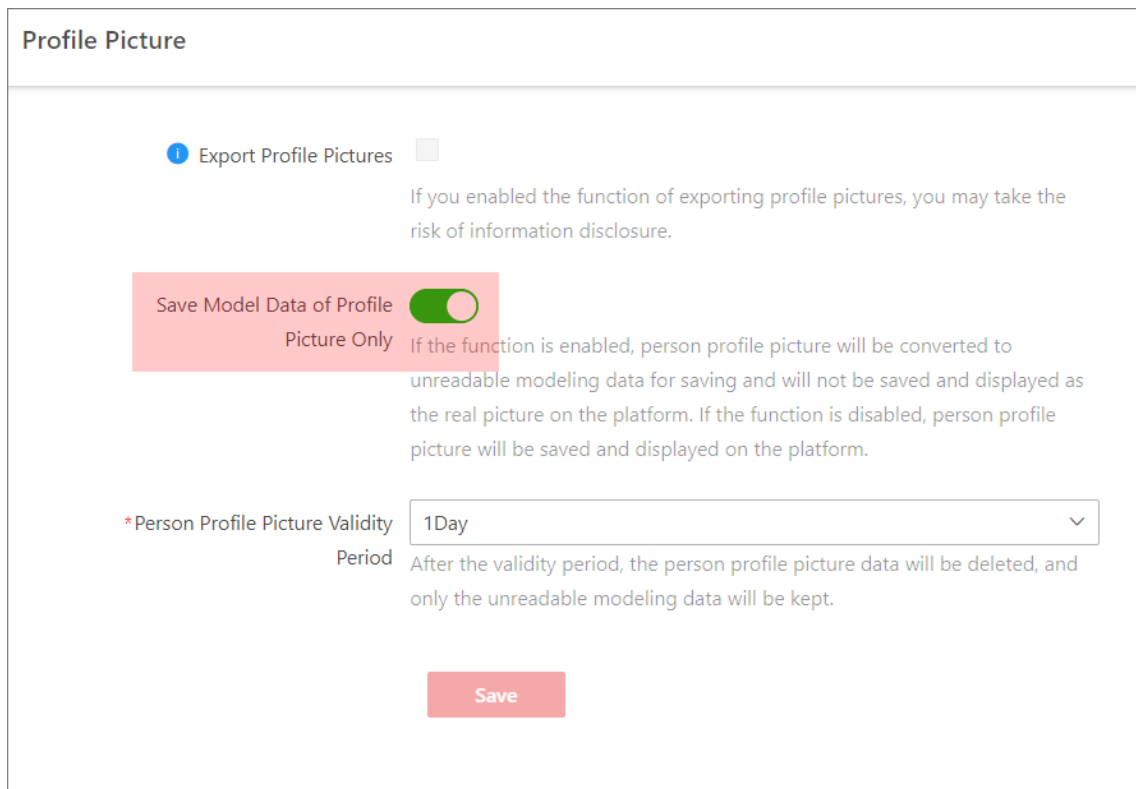 Profile Picture
Export Profile Pictures
If you enabled the function of exporting profile pictures, you may take the
risk of information disclosure.
Save Model Data of Profile
Picture Only
If the function is enabled, person profile picture will be converted to
unreadable modeling data for saving and will not be saved and displayed as
the real picture on the platform. If the function is disabled, person profile
picture will be saved and displayed on the platform.
*Person Profile Picture Validity
Period
1Day
After the validity period, the person profile picture data will be deleted, and
only the unreadable modeling data will be kept.
Save